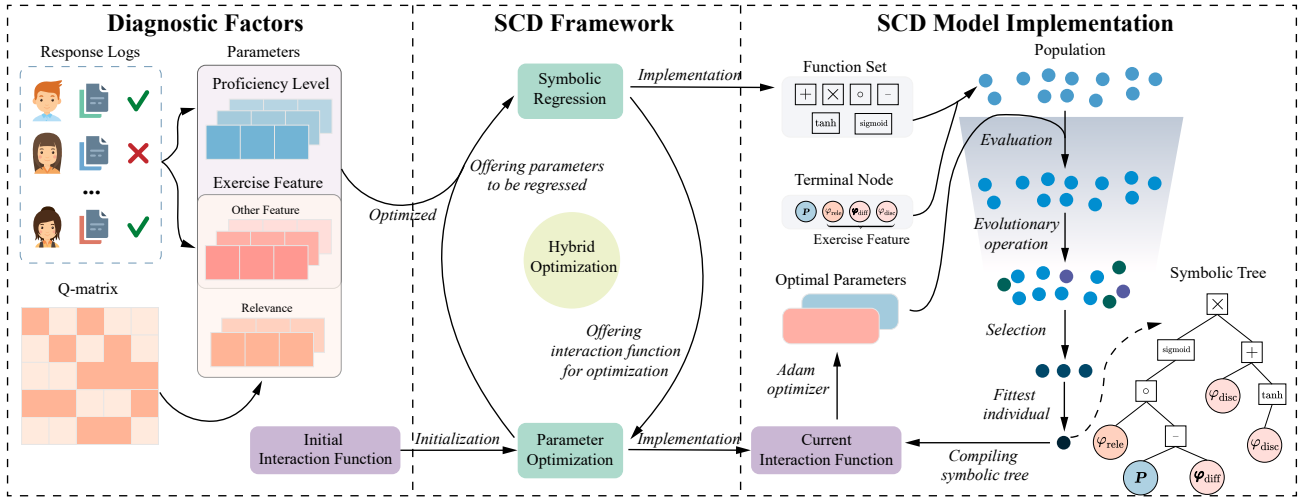 Diagnostic Factors
Response Logs
...
Q-matrix
Parameters
Proficiency Level
Exercise Feature
Other Feature
Relevance
Initial
Interaction Function
SCD Framework
Symbolic
Regression
Offering parameters
to be regressed
Optimized
Hybrid
Optimization
Offering
interaction function
for optimization
Initialization
Parameter
Optimization
Implementation
Implementation
SCD Model Implementation
Function Set
+ × ∘ −
tanh sigmoid
Terminal Node
P φrele φdiff φdisc
Exercise Feature
Optimal Parameters
Adam
optimizer
Current
Interaction Function
Population
Evaluation
Evolutionary
operation
Selection
Fittest
individual
Compiling
symbolic tree
Symbolic Tree
×
sigmoid +
∘ φdisc tanh
φrele − φdisc
P φdiff